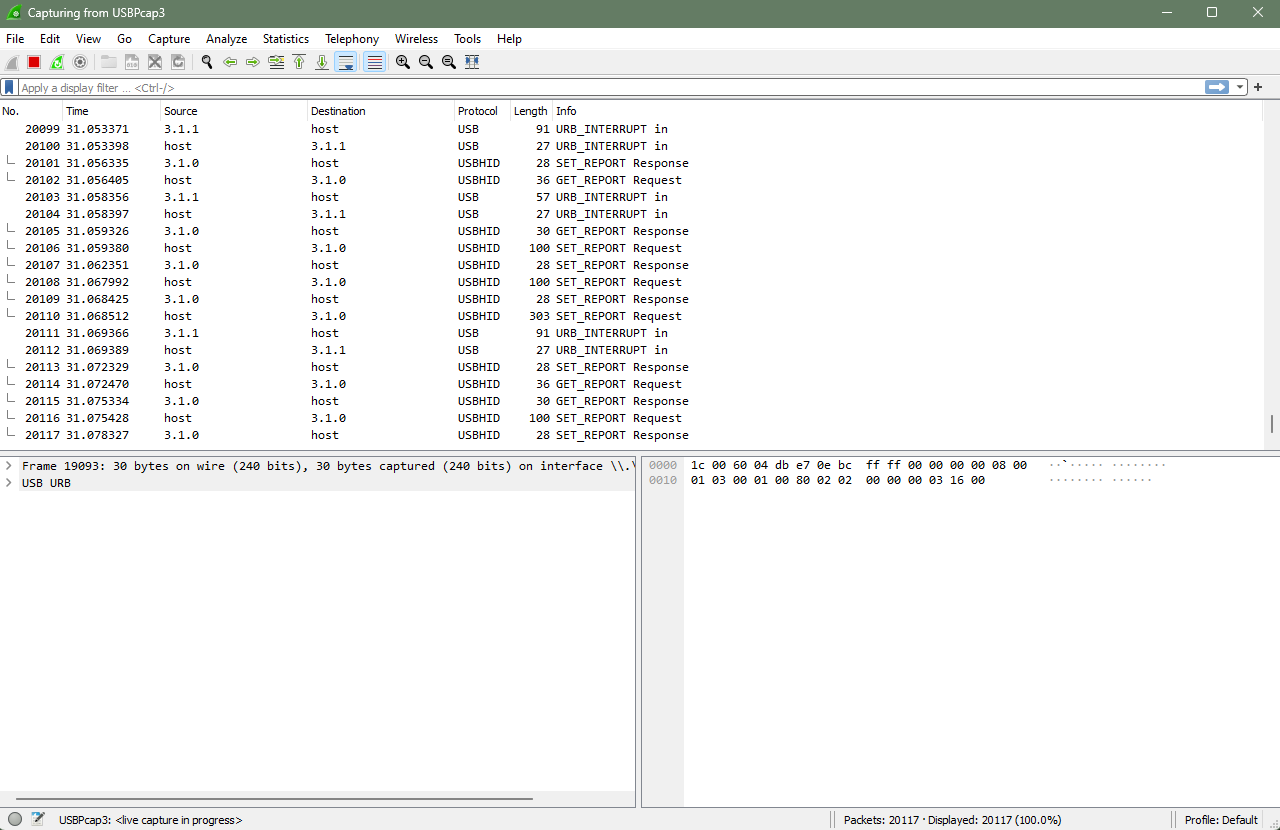 Capturing from USBPcap3
File Edit View Go Capture Analyze Statistics Telephony Wireless Tools Help
Apply a display filter ... <Ctrl-/>
No. Time Source Destination Protocol Length Info
20099 31.053371 3.1.1 host USB 91 URB_INTERRUPT in
20100 31.053398 host 3.1.1 USB 27 URB_INTERRUPT in
20101 31.056335 3.1.0 host USBHID 28 SET_REPORT Response
20102 31.056405 host 3.1.0 USBHID 36 GET_REPORT Request
20103 31.058356 3.1.1 host USB 57 URB_INTERRUPT in
20104 31.058397 host 3.1.1 USB 27 URB_INTERRUPT in
20105 31.059326 3.1.0 host USBHID 30 GET_REPORT Response
20106 31.059380 host 3.1.0 USBHID 100 SET_REPORT Request
20107 31.062351 3.1.0 host USBHID 28 SET_REPORT Response
20108 31.067992 host 3.1.0 USBHID 100 SET_REPORT Request
20109 31.068425 3.1.0 host USBHID 28 SET_REPORT Response
20110 31.068512 host 3.1.0 USBHID 303 SET_REPORT Request
20111 31.069366 3.1.1 host USB 91 URB_INTERRUPT in
20112 31.069389 host 3.1.1 USB 27 URB_INTERRUPT in
20113 31.072329 3.1.0 host USBHID 28 SET_REPORT Response
20114 31.072470 host 3.1.0 USBHID 36 GET_REPORT Request
20115 31.075334 3.1.0 host USBHID 30 GET_REPORT Response
20116 31.075428 host 3.1.0 USBHID 100 SET_REPORT Request
20117 31.078327 3.1.0 host USBHID 28 SET_REPORT Response
Frame 19093: 30 bytes on wire (240 bits), 30 bytes captured (240 bits) on interface \\.\
USB URB
0000 1c 00 60 04 db e7 0e bc ff ff 00 00 00 00 08 00 ··`····· ········
0010 01 03 00 01 00 80 02 02 00 00 00 03 16 00 ········ ······
USBPcap3: <live capture in progress>
Packets: 20117 · Displayed: 20117 (100.0%)
Profile: Default